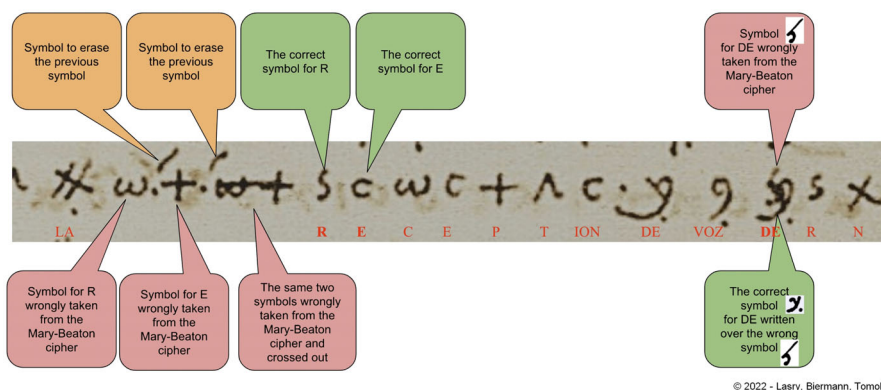 Symbol to erase
the previous
symbol
Symbol to erase
the previous
symbol
The correct
symbol for R
The correct
symbol for E
Symbol
for DE wrongly
taken from the
Mary-Beaton
cipher
LA R E C E P T ION DE VOZ DE R N
Symbol for R
wrongly taken
from the
Mary-Beaton
cipher
Symbol for E
wrongly taken
from the
Mary-Beaton
cipher
The same two
symbols wrongly
taken from the
Mary-Beaton
cipher and
crossed out
The correct
symbol
for DE written
over the wrong
symbol
© 2022 - Lasry, Biermann,